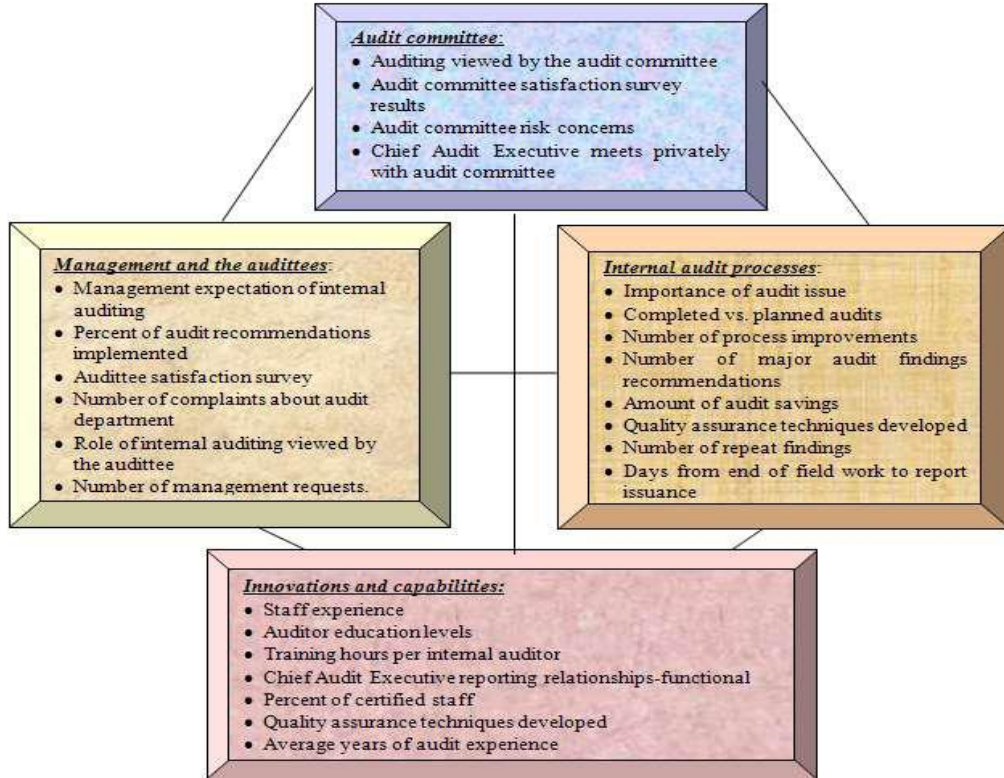 Audit committee:
• Auditing viewed by the audit committee
• Audit committee satisfaction survey
results
• Audit committee risk concerns
• Chief Audit Executive meets privately
with audit committee
Management and the audittees:
• Management expectation of internal
auditing
• Percent of audit recommendations
implemented
• Audittee satisfaction survey
• Number of complaints about audit
department
• Role of internal auditing viewed by
the audittee
• Number of management requests.
Internal audit processes:
• Importance of audit issue
• Completed vs. planned audits
• Number of process improvements
• Number of major audit findings
recommendations
• Amount of audit savings
• Quality assurance techniques developed
• Number of repeat findings
• Days from end of field work to report
issuance
Innovations and capabilities:
• Staff experience
• Auditor education levels
• Training hours per internal auditor
• Chief Audit Executive reporting relationships-functional
• Percent of certified staff
• Quality assurance techniques developed
• Average years of audit experience